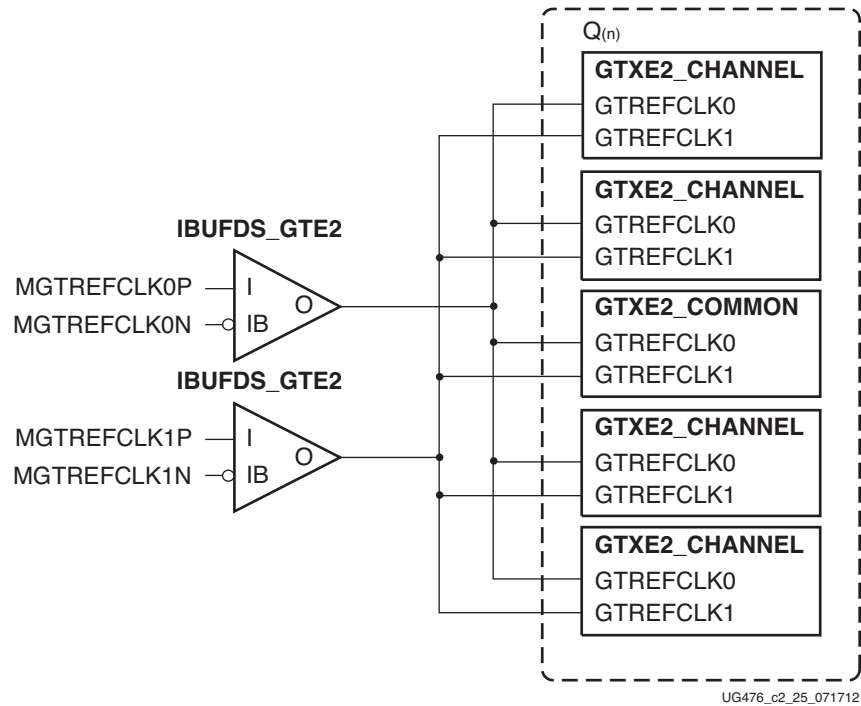 Q(n)
GTXE2_CHANNEL
GTREFCLK0
GTREFCLK1
GTXE2_CHANNEL
GTREFCLK0
GTREFCLK1
IBUFDS_GTE2
MGTREFCLK0P
I
O
MGTREFCLK0N
IB
GTXE2_COMMON
GTREFCLK0
GTREFCLK1
IBUFDS_GTE2
MGTREFCLK1P
I
O
MGTREFCLK1N
IB
GTXE2_CHANNEL
GTREFCLK0
GTREFCLK1
GTXE2_CHANNEL
GTREFCLK0
GTREFCLK1
UG476_c2_25_071712